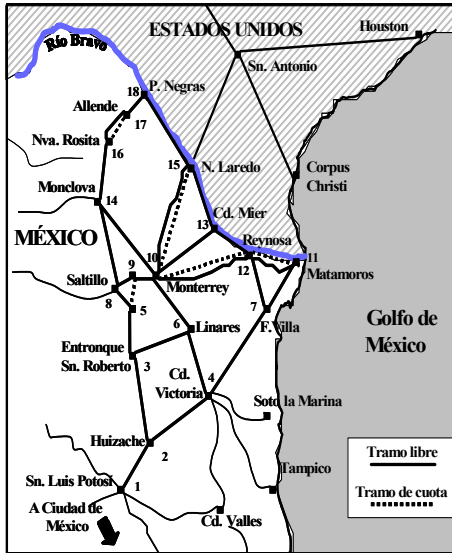 ESTADOS UNIDOS
Houston
Río Bravo
Sn. Antonio
18
P. Negras
Allende
17
Nva. Rosita
16
15
N. Laredo
Corpus
Christi
Monclova
14
Cd. Mier
13
MÉXICO
Reynosa
10
11
9
12
Matamoros
Saltillo
Monterrey
8
5
7
Golfo de
México
6
Linares
F.Villa
Entronque
Sn. Roberto
3
Cd.
Victoria
4
Soto la Marina
Huizache
2
Tramo libre
Sn. Luis Potosí
1
Tampico
Tramo de cuota
A Ciudad de
México
Cd. Valles